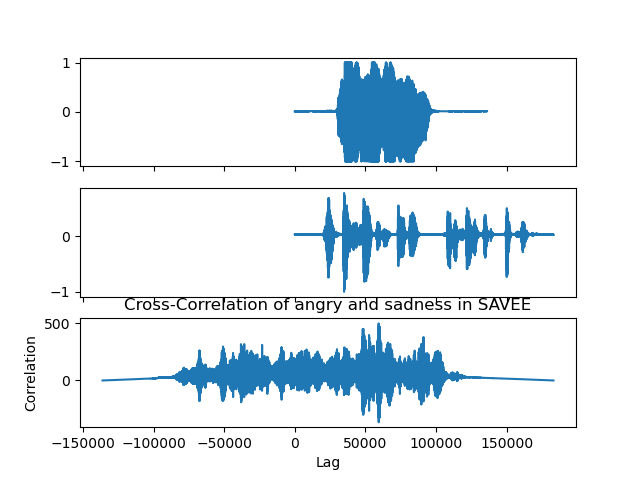 1
0
−1
0
−1
Cross-Correlation of angry and sadness in SAVEE
500
0
Correlation
−150000 −100000 −50000 0 50000 100000 150000
Lag